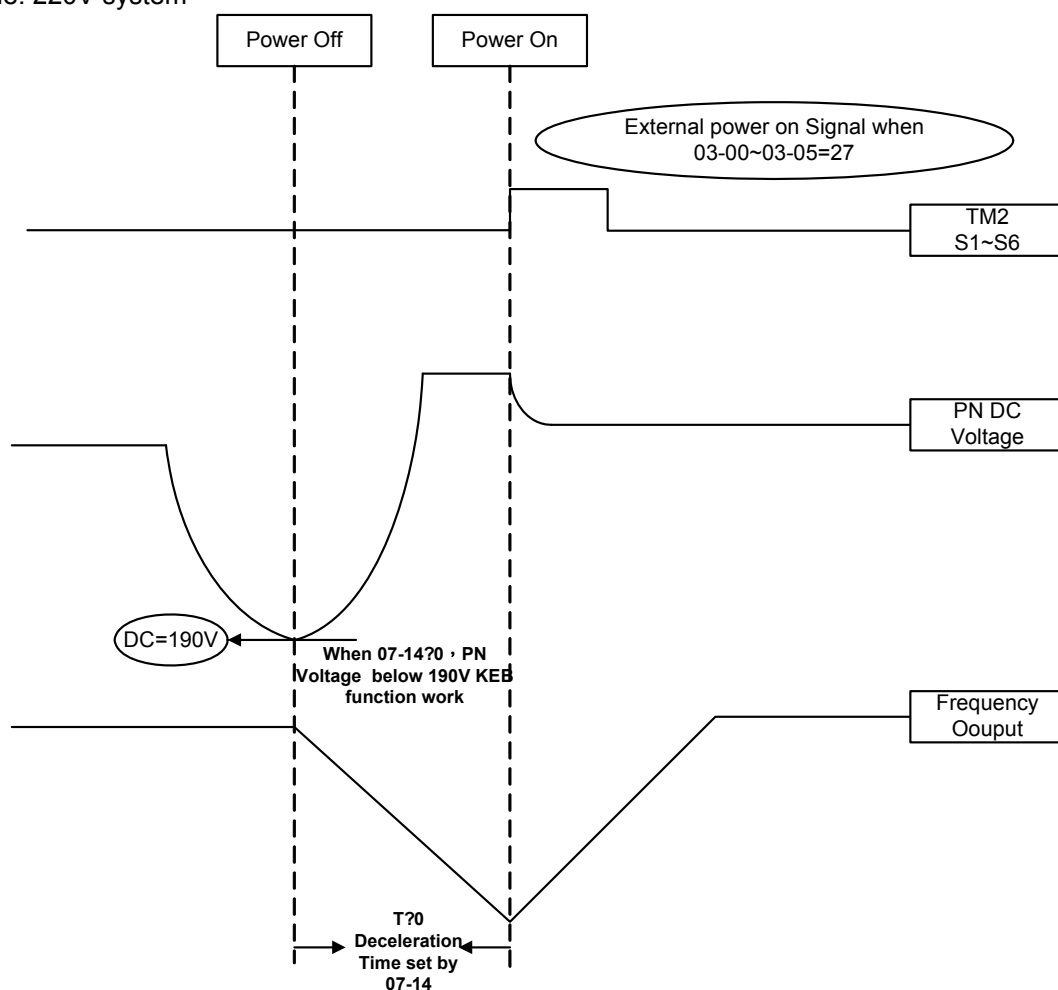 220V system
Power Off
Power On
External power on Signal when
03-00~03-05=27
TM2
S1~S6
PN DC
Voltage
DC=190V
When 07-14?0，PN
Voltage below 190V KEB
function work
Frequency
Ooutput
T?0
Deceleration
Time set by
07-14